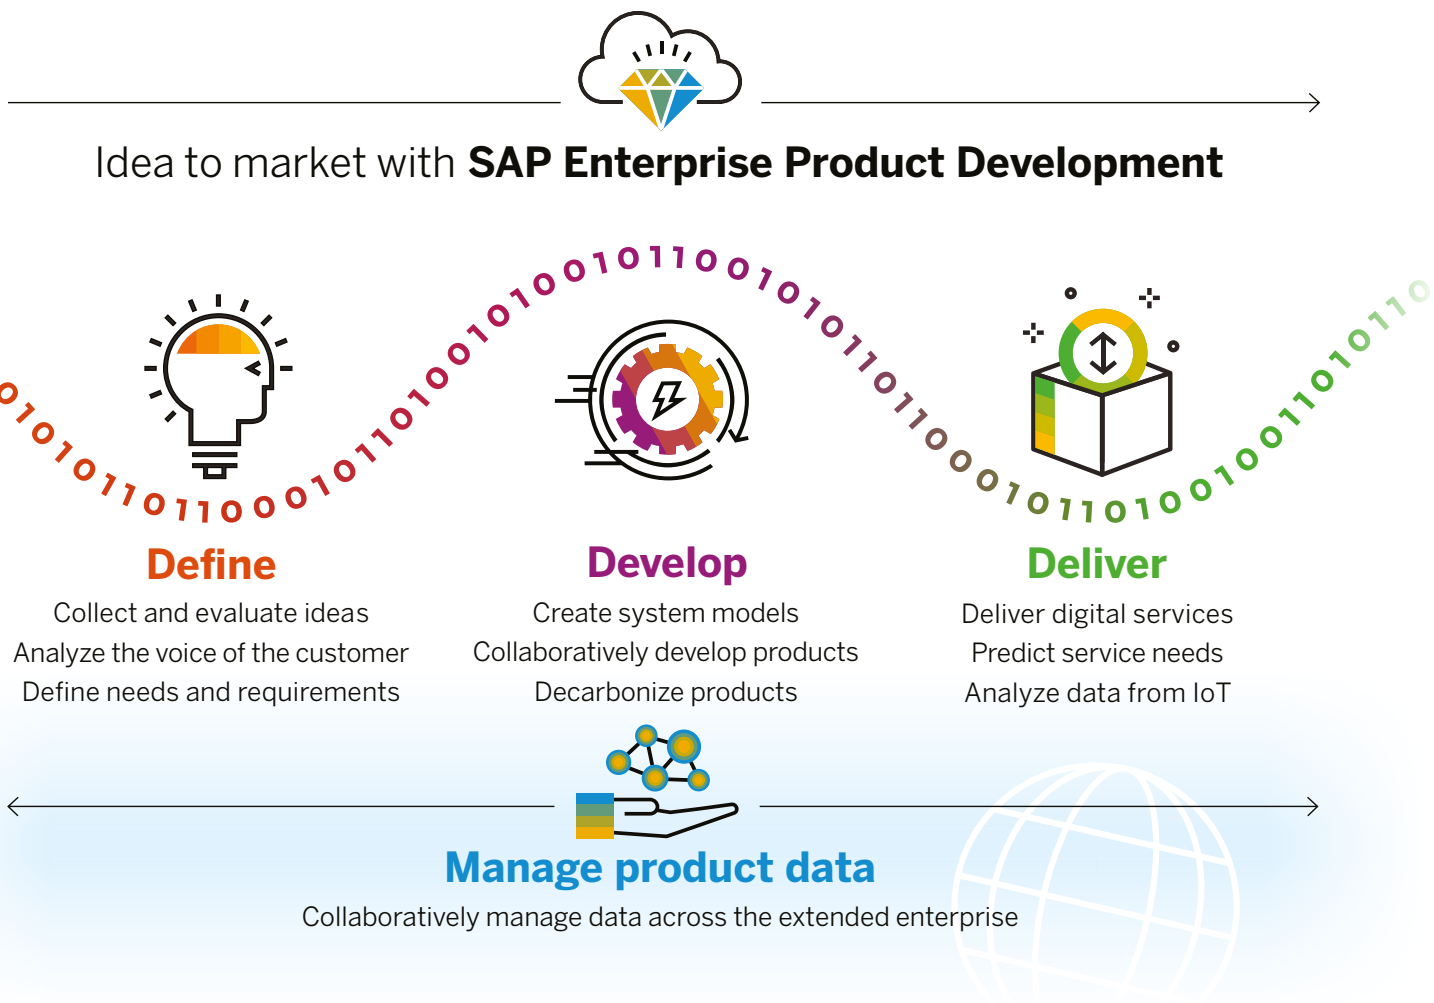 Idea to market with SAP Enterprise Product Development
01010110110001011010010101001011001010110110001011010010011010110
Define
Collect and evaluate ideas
Analyze the voice of the customer
Define needs and requirements
Develop
Create system models
Collaboratively develop products
Decarbonize products
Deliver
Deliver digital services
Predict service needs
Analyze data from IoT
Manage product data
Collaboratively manage data across the extended enterprise